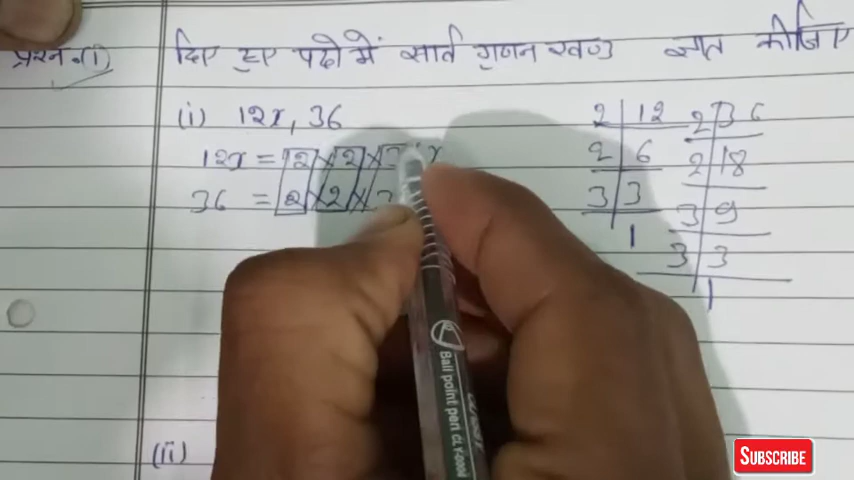 प्रश्न.(1) दिए हुए पदो में सार्व गुणन खण्ड ज्ञात कीजिए
(i) 12x, 36
12x = 2 × 2 × 3 × x
36 = 2 × 2 × 3
2 | 12
2 | 6
3 | 3
1
2 | 36
2 | 18
3 | 9
3 | 3
1
(ii)
Ball point pen
SUBSCRIBE